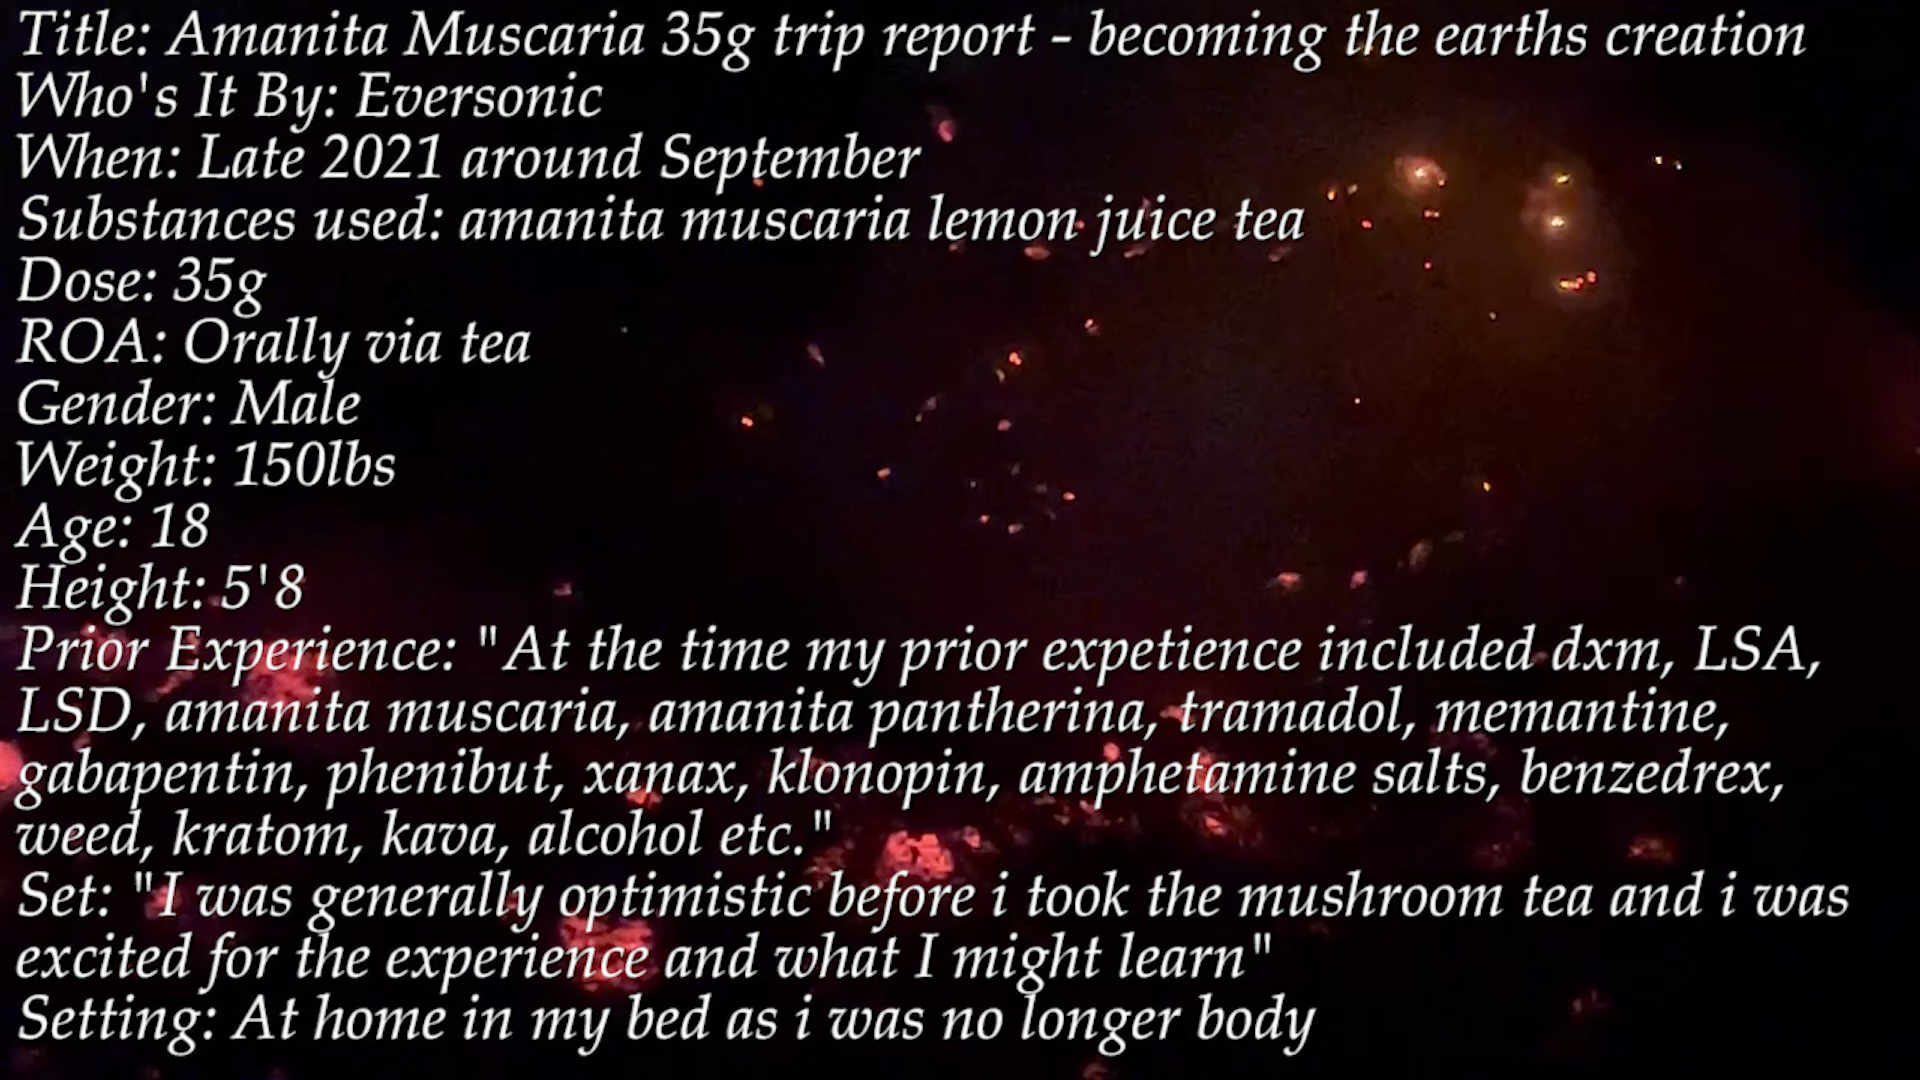 Title: Amanita Muscaria 35g trip report - becoming the earths creation
Who's It By: Eversonic
When: Late 2021 around September
Substances used: amanita muscaria lemon juice tea
Dose: 35g
ROA: Orally via tea
Gender: Male
Weight: 150lbs
Age: 18
Height: 5'8
Prior Experience: "At the time my prior expetience included dxm, LSA,
LSD, amanita muscaria, amanita pantherina, tramadol, memantine,
gabapentin, phenibut, xanax, klonopin, amphetamine salts, benzedrex,
weed, kratom, kava, alcohol etc."
Set: "I was generally optimistic before i took the mushroom tea and i was
excited for the experience and what I might learn"
Setting: At home in my bed as i was no longer body